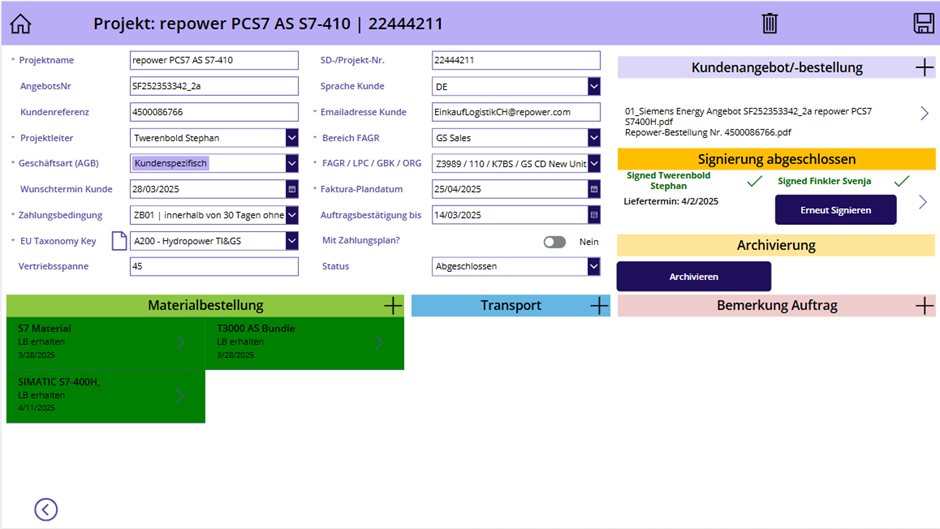 Projekt: repower PCS7 AS S7-410 | 22444211
* Projektname
repower PCS7 AS S7-410
AngebotsNr
SF252353342_2a
Kundenreferenz
4500086766
* Projektleiter
Twerenbold Stephan
* Geschäftsart (AGB)
Kundenspezifisch
Wunschtermin Kunde
28/03/2025
* Zahlungsbedingung
ZB01 | innerhalb von 30 Tagen ohne
* EU Taxonomy Key
A200 - Hydropower TI&GS
Vertriebsspanne
45
SD-/Projekt-Nr.
22444211
Sprache Kunde
DE
* Emailadresse Kunde
EinkaufLogistikCH@repower.com
* Bereich FAGR
GS Sales
* FAGR / LPC / GBK / ORG
Z3989 / 110 / K7BS / GS CD New Unit
* Faktura-Plandatum
25/04/2025
Auftragsbestätigung bis
14/03/2025
Mit Zahlungsplan?
Nein
Status
Abgeschlossen
Kundenangebot/-bestellung
01_Siemens Energy Angebot SF252353342_2a repower PCS7
S7400H.pdf
Repower-Bestellung Nr. 4500086766.pdf
Signierung abgeschlossen
Signed Twerenbold
Stephan
Signed Finkler Svenja
Liefertermin: 4/2/2025
Erneut Signieren
Archivierung
Archivieren
Materialbestellung
Transport
Bemerkung Auftrag
S7 Material
LB erhalten
3/28/2025
T3000 AS Bundle
LB erhalten
3/28/2025
SIMATIC S7-400H,
LB erhalten
4/11/2025